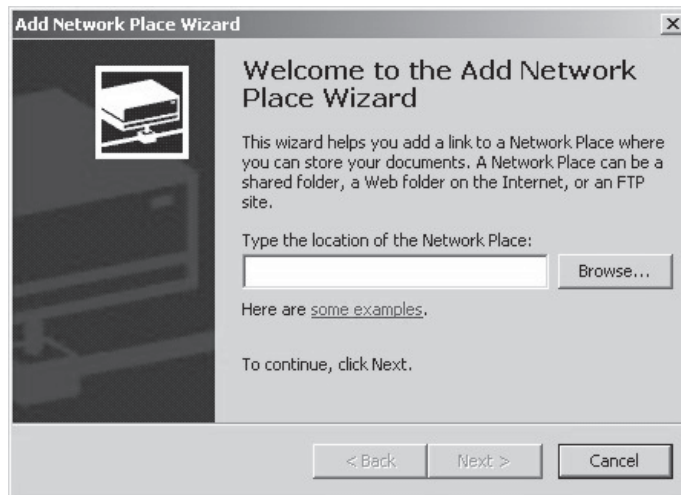 Add Network Place Wizard
Welcome to the Add Network
Place Wizard
This wizard helps you add a link to a Network Place where
you can store your documents. A Network Place can be a
shared folder, a Web folder on the Internet, or an FTP
site.
Type the location of the Network Place:
Browse...
Here are some examples.
To continue, click Next.
< Back
Next >
Cancel